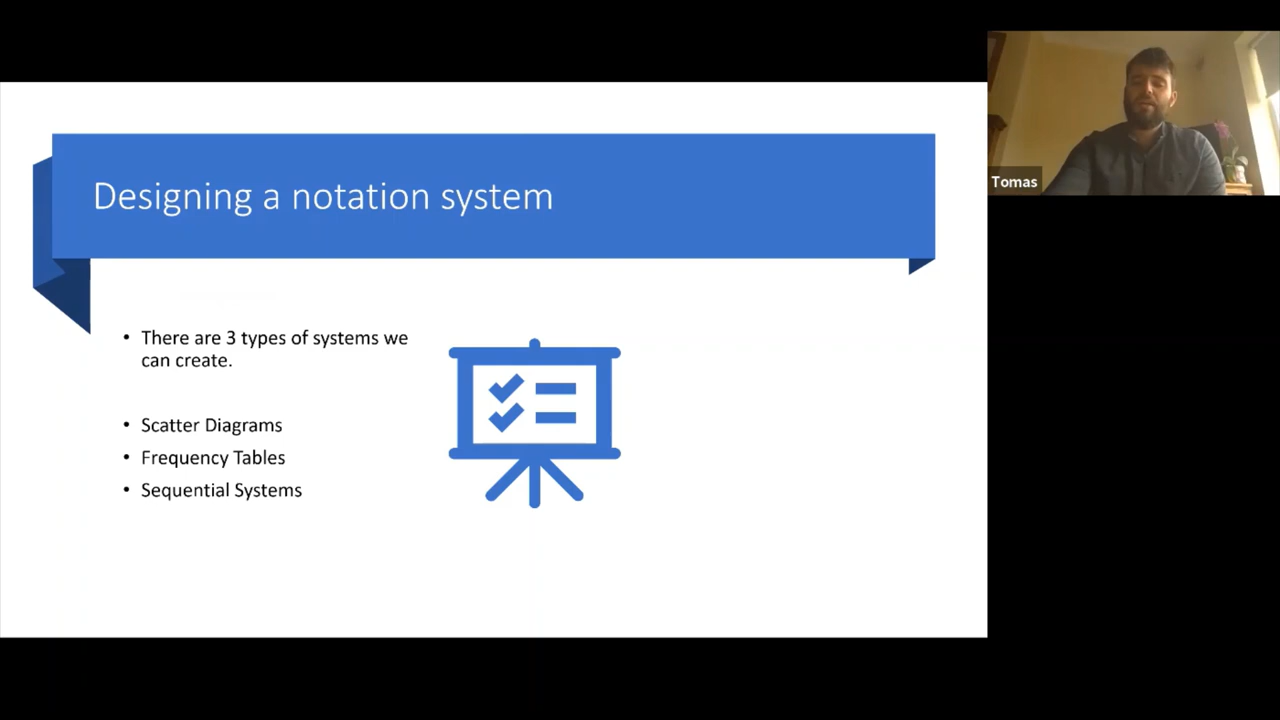 Designing a notation system
Tomas
There are 3 types of systems we
can create.
Scatter Diagrams
Frequency Tables
Sequential Systems